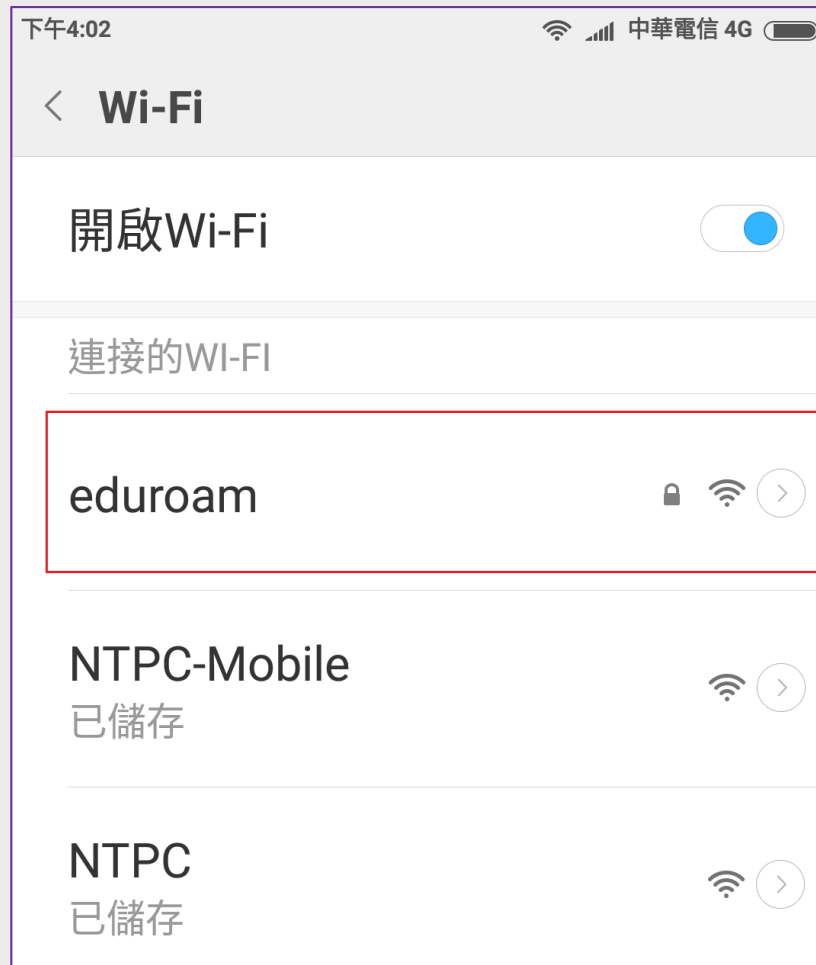 下午4:02 中華電信 4G
Wi-Fi
開啟Wi-Fi
連接的WI-FI
eduroam
NTPC-Mobile
已儲存
NTPC
已儲存